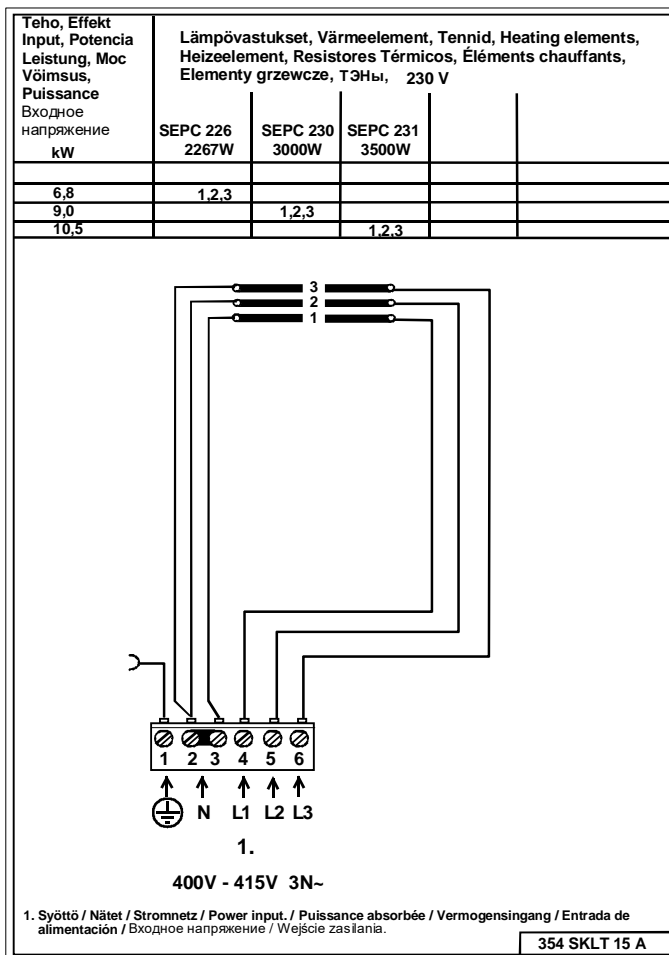 Teho, Effekt
Input, Potencia
Leistung, Moc
Vöimsus,
Puissance
Входное
напряжение
kW
Lämpövastukset, Värmeelement, Tennid, Heating elements,
Heizeelement, Resistores Térmicos, Éléments chauffants,
Elementy grzewcze, ТЭНы, 230 V
SEPC 226 SEPC 230 SEPC 231
2267W 3000W 3500W
6,8 1,2,3
9,0 1,2,3
10,5 1,2,3
3
2
1
1 2 3 4 5 6
N L1 L2 L3
1.
400V - 415V 3N~
1. Syöttö / Nätet / Stromnetz / Power input. / Puissance absorbée / Vermogensingang / Entrada de
alimentación / Входное напряжение / Wejście zasilania.
354 SKLT 15 A